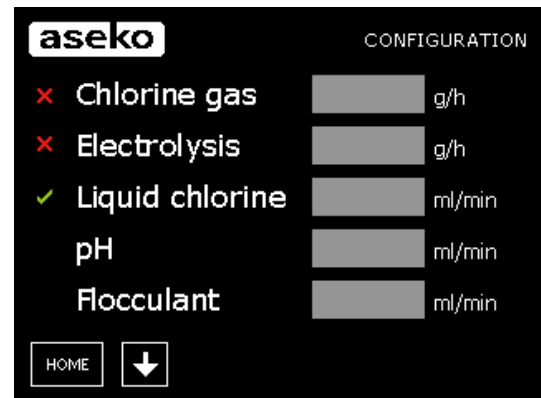 aseko CONFIGURATION
Chlorine gas g/h
Electrolysis g/h
Liquid chlorine ml/min
pH ml/min
Flocculant ml/min
HOME